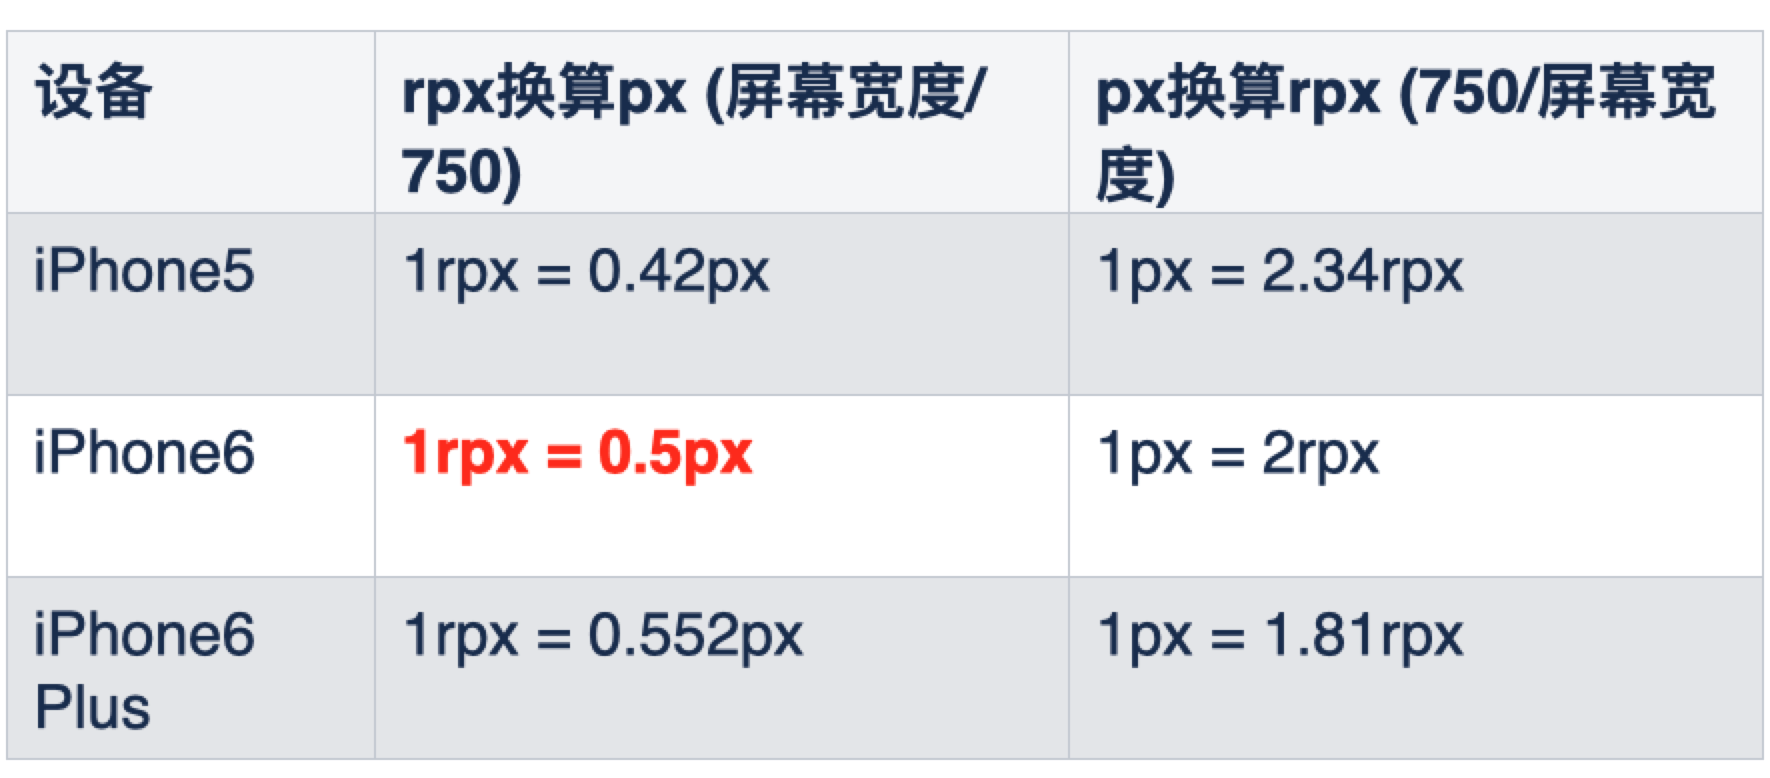 设备
rpx换算px (屏幕宽度/
750)
px换算rpx (750/屏幕宽
度)
iPhone5
1rpx = 0.42px
1px = 2.34rpx
iPhone6
1rpx = 0.5px
1px = 2rpx
iPhone6
Plus
1rpx = 0.552px
1px = 1.81rpx